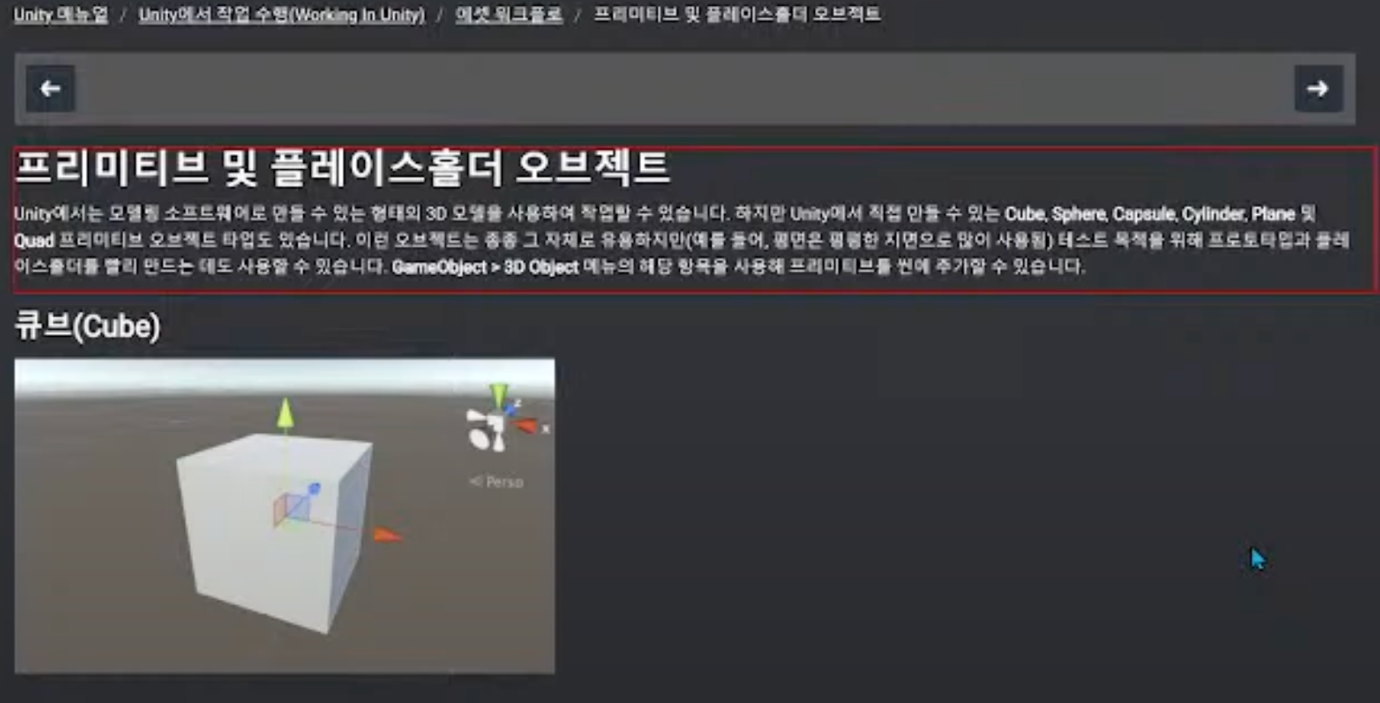 Unity 매뉴얼 / Unity에서 작업 수행(Working In Unity) / 에셋 워크플로 / 프리미티브 및 플레이스홀더 오브젝트
프리미티브 및 플레이스홀더 오브젝트
Unity에서는 모델링 소프트웨어로 만들 수 있는 형태의 3D 모델을 사용하여 작업할 수 있습니다. 하지만 Unity에서 직접 만들 수 있는 Cube, Sphere, Capsule, Cylinder, Plane 및
Quad 프리미티브 오브젝트 타입도 있습니다. 이런 오브젝트는 종종 그 자체로 유용하지만(예를 들어, 평면은 평평한 지면으로 많이 사용됨) 테스트 목적을 위해 프로토타입과 플레
이스홀더를 빨리 만드는 데도 사용할 수 있습니다. GameObject > 3D Object 메뉴의 해당 항목을 사용해 프리미티브를 씬에 추가할 수 있습니다.
큐브(Cube)
z
x
< Persp